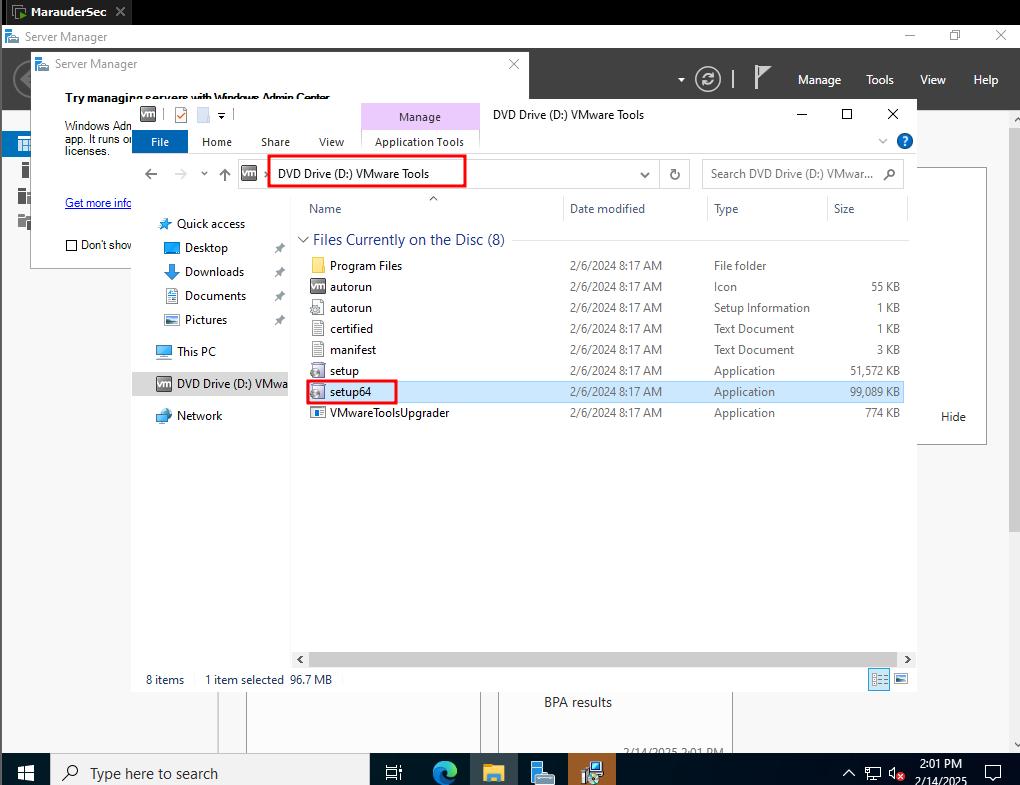 MarauderSec
Server Manager
Server Manager
Manage Tools View Help
Try managing servers with Windows Admin Center
Windows Adm
app. It runs on
licenses.
Get more info
Don't show
vm
Manage
DVD Drive (D:) VMware Tools
File Home Share View Application Tools
vm DVD Drive (D:) VMware Tools
Search DVD Drive (D:) VMwar...
Name Date modified Type Size
Files Currently on the Disc (8)
Program Files 2/6/2024 8:17 AM File folder
vm autorun 2/6/2024 8:17 AM Icon 55 KB
autorun 2/6/2024 8:17 AM Setup Information 1 KB
certified 2/6/2024 8:17 AM Text Document 1 KB
manifest 2/6/2024 8:17 AM Text Document 3 KB
setup 2/6/2024 8:17 AM Application 51,572 KB
setup64 2/6/2024 8:17 AM Application 99,089 KB
VMwareToolsUpgrader 2/6/2024 8:17 AM Application 774 KB
Quick access
Desktop
Downloads
Documents
Pictures
This PC
vm DVD Drive (D:) VMwa
Network
Hide
8 items 1 item selected 96.7 MB
BPA results
2/14/2025 2:01 PM
Type here to search
2:01 PM
2/14/2025